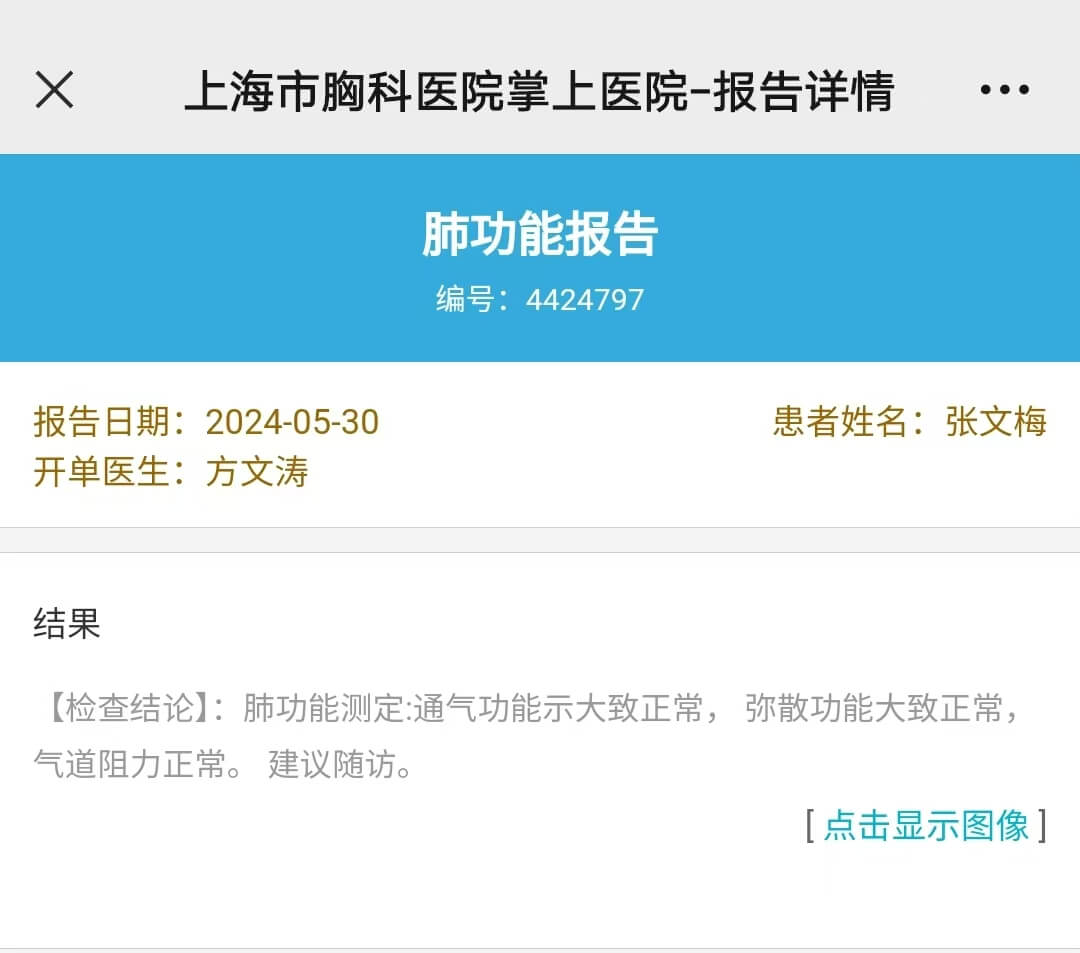 上海市胸科医院掌上医院-报告详情
肺功能报告
编号：4424797
报告日期：2024-05-30 患者姓名：张文梅
开单医生：方文涛
结果
【检查结论】：肺功能测定:通气功能示大致正常， 弥散功能大致正常，
气道阻力正常。 建议随访。
[ 点击显示图像 ]